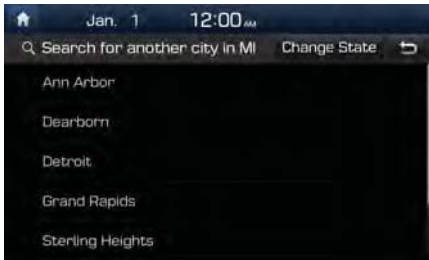 Jan. 1 12:00 AM
Search for another city in MI Change State
Ann Arbor
Dearborn
Detroit
Grand Rapids
Sterling Heights